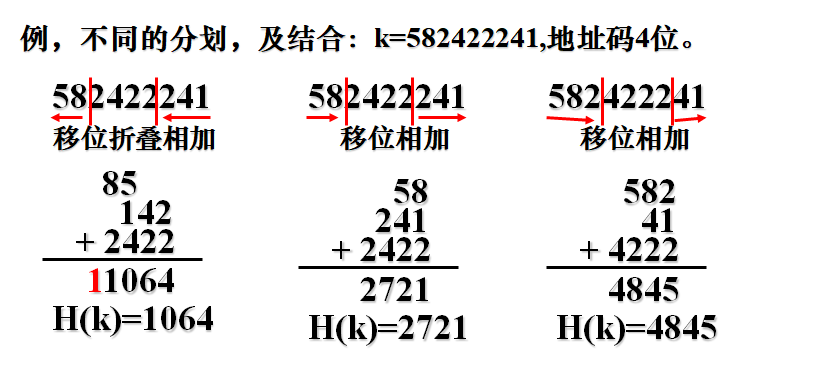 例，不同的分划，及结合：k=582422241,地址码4位。
582422241
移位折叠相加
85
142
+ 2422
11064
H(k)=1064
582422241
移位相加
58
241
+ 2422
2721
H(k)=2721
582422241
移位相加
582
41
+ 4222
4845
H(k)=4845